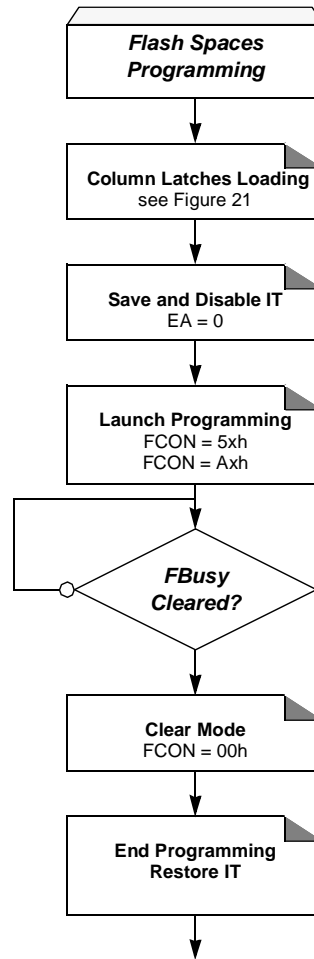 Flash Spaces
Programming
Column Latches Loading
see Figure 21
Save and Disable IT
EA = 0
Launch Programming
FCON = 5xh
FCON = Axh
FBusy
Cleared?
Clear Mode
FCON = 00h
End Programming
Restore IT